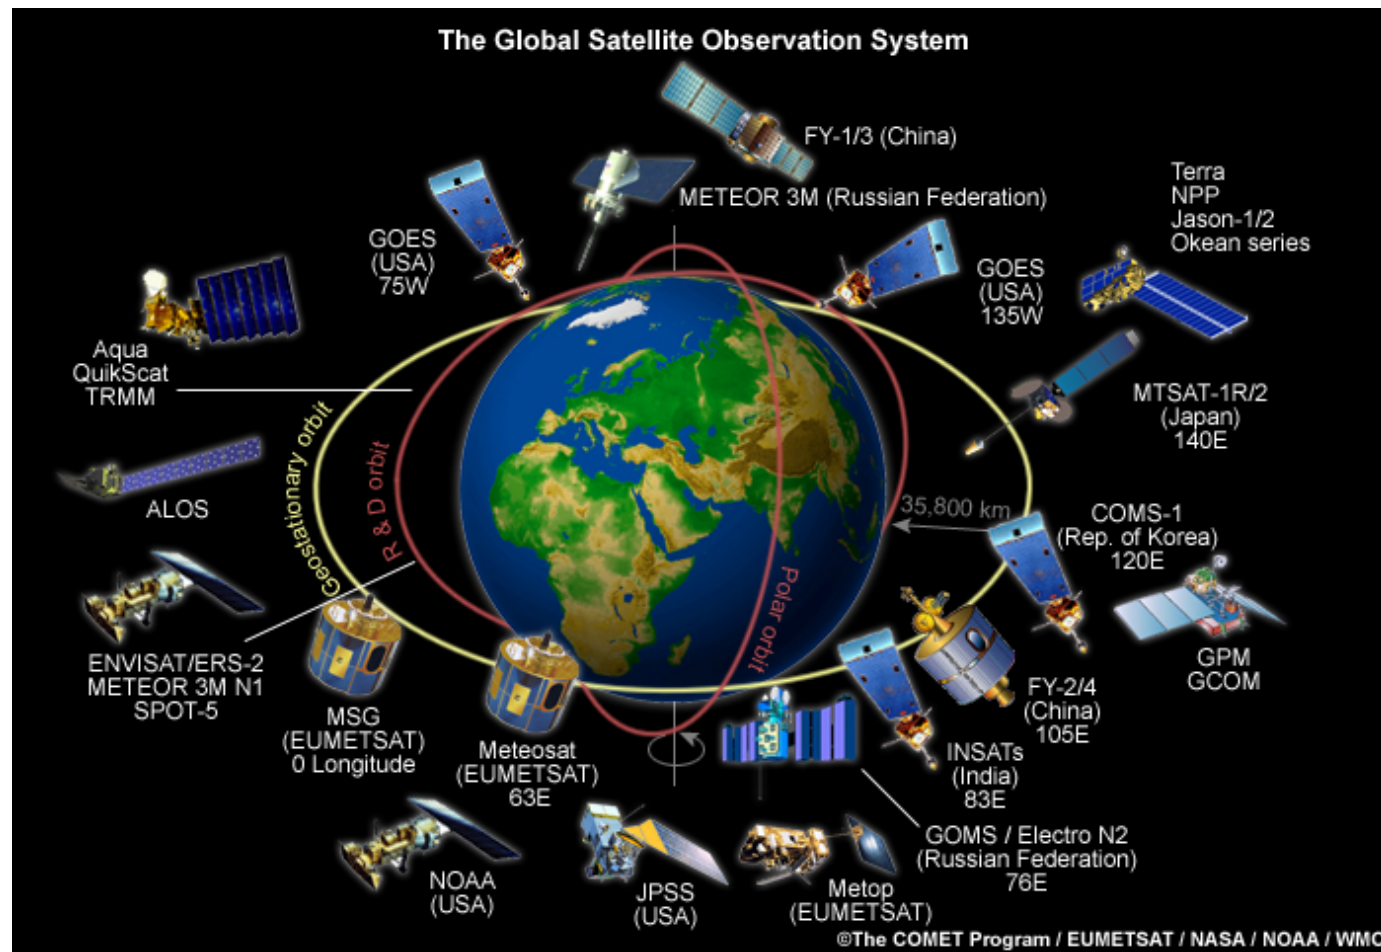 The Global Satellite Observation System
FY-1/3 (China)
METEOR 3M (Russian Federation)
Terra
NPP
Jason-1/2
Okean series
GOES
(USA)
75W
GOES
(USA)
135W
Aqua
QuikScat
TRMM
MTSAT-1R/2
(Japan)
140E
Geostationary orbit
R & D orbit
Polar orbit
35,800 km
ALOS
COMS-1
(Rep. of Korea)
120E
ENVISAT/ERS-2
METEOR 3M N1
SPOT-5
GPM
GCOM
MSG
(EUMETSAT)
0 Longitude
Meteosat
(EUMETSAT)
63E
FY-2/4
(China)
105E
INSATs
(India)
83E
GOMS / Electro N2
(Russian Federation)
76E
NOAA
(USA)
JPSS
(USA)
Metop
(EUMETSAT)
©The COMET Program / EUMETSAT / NASA / NOAA / WMO